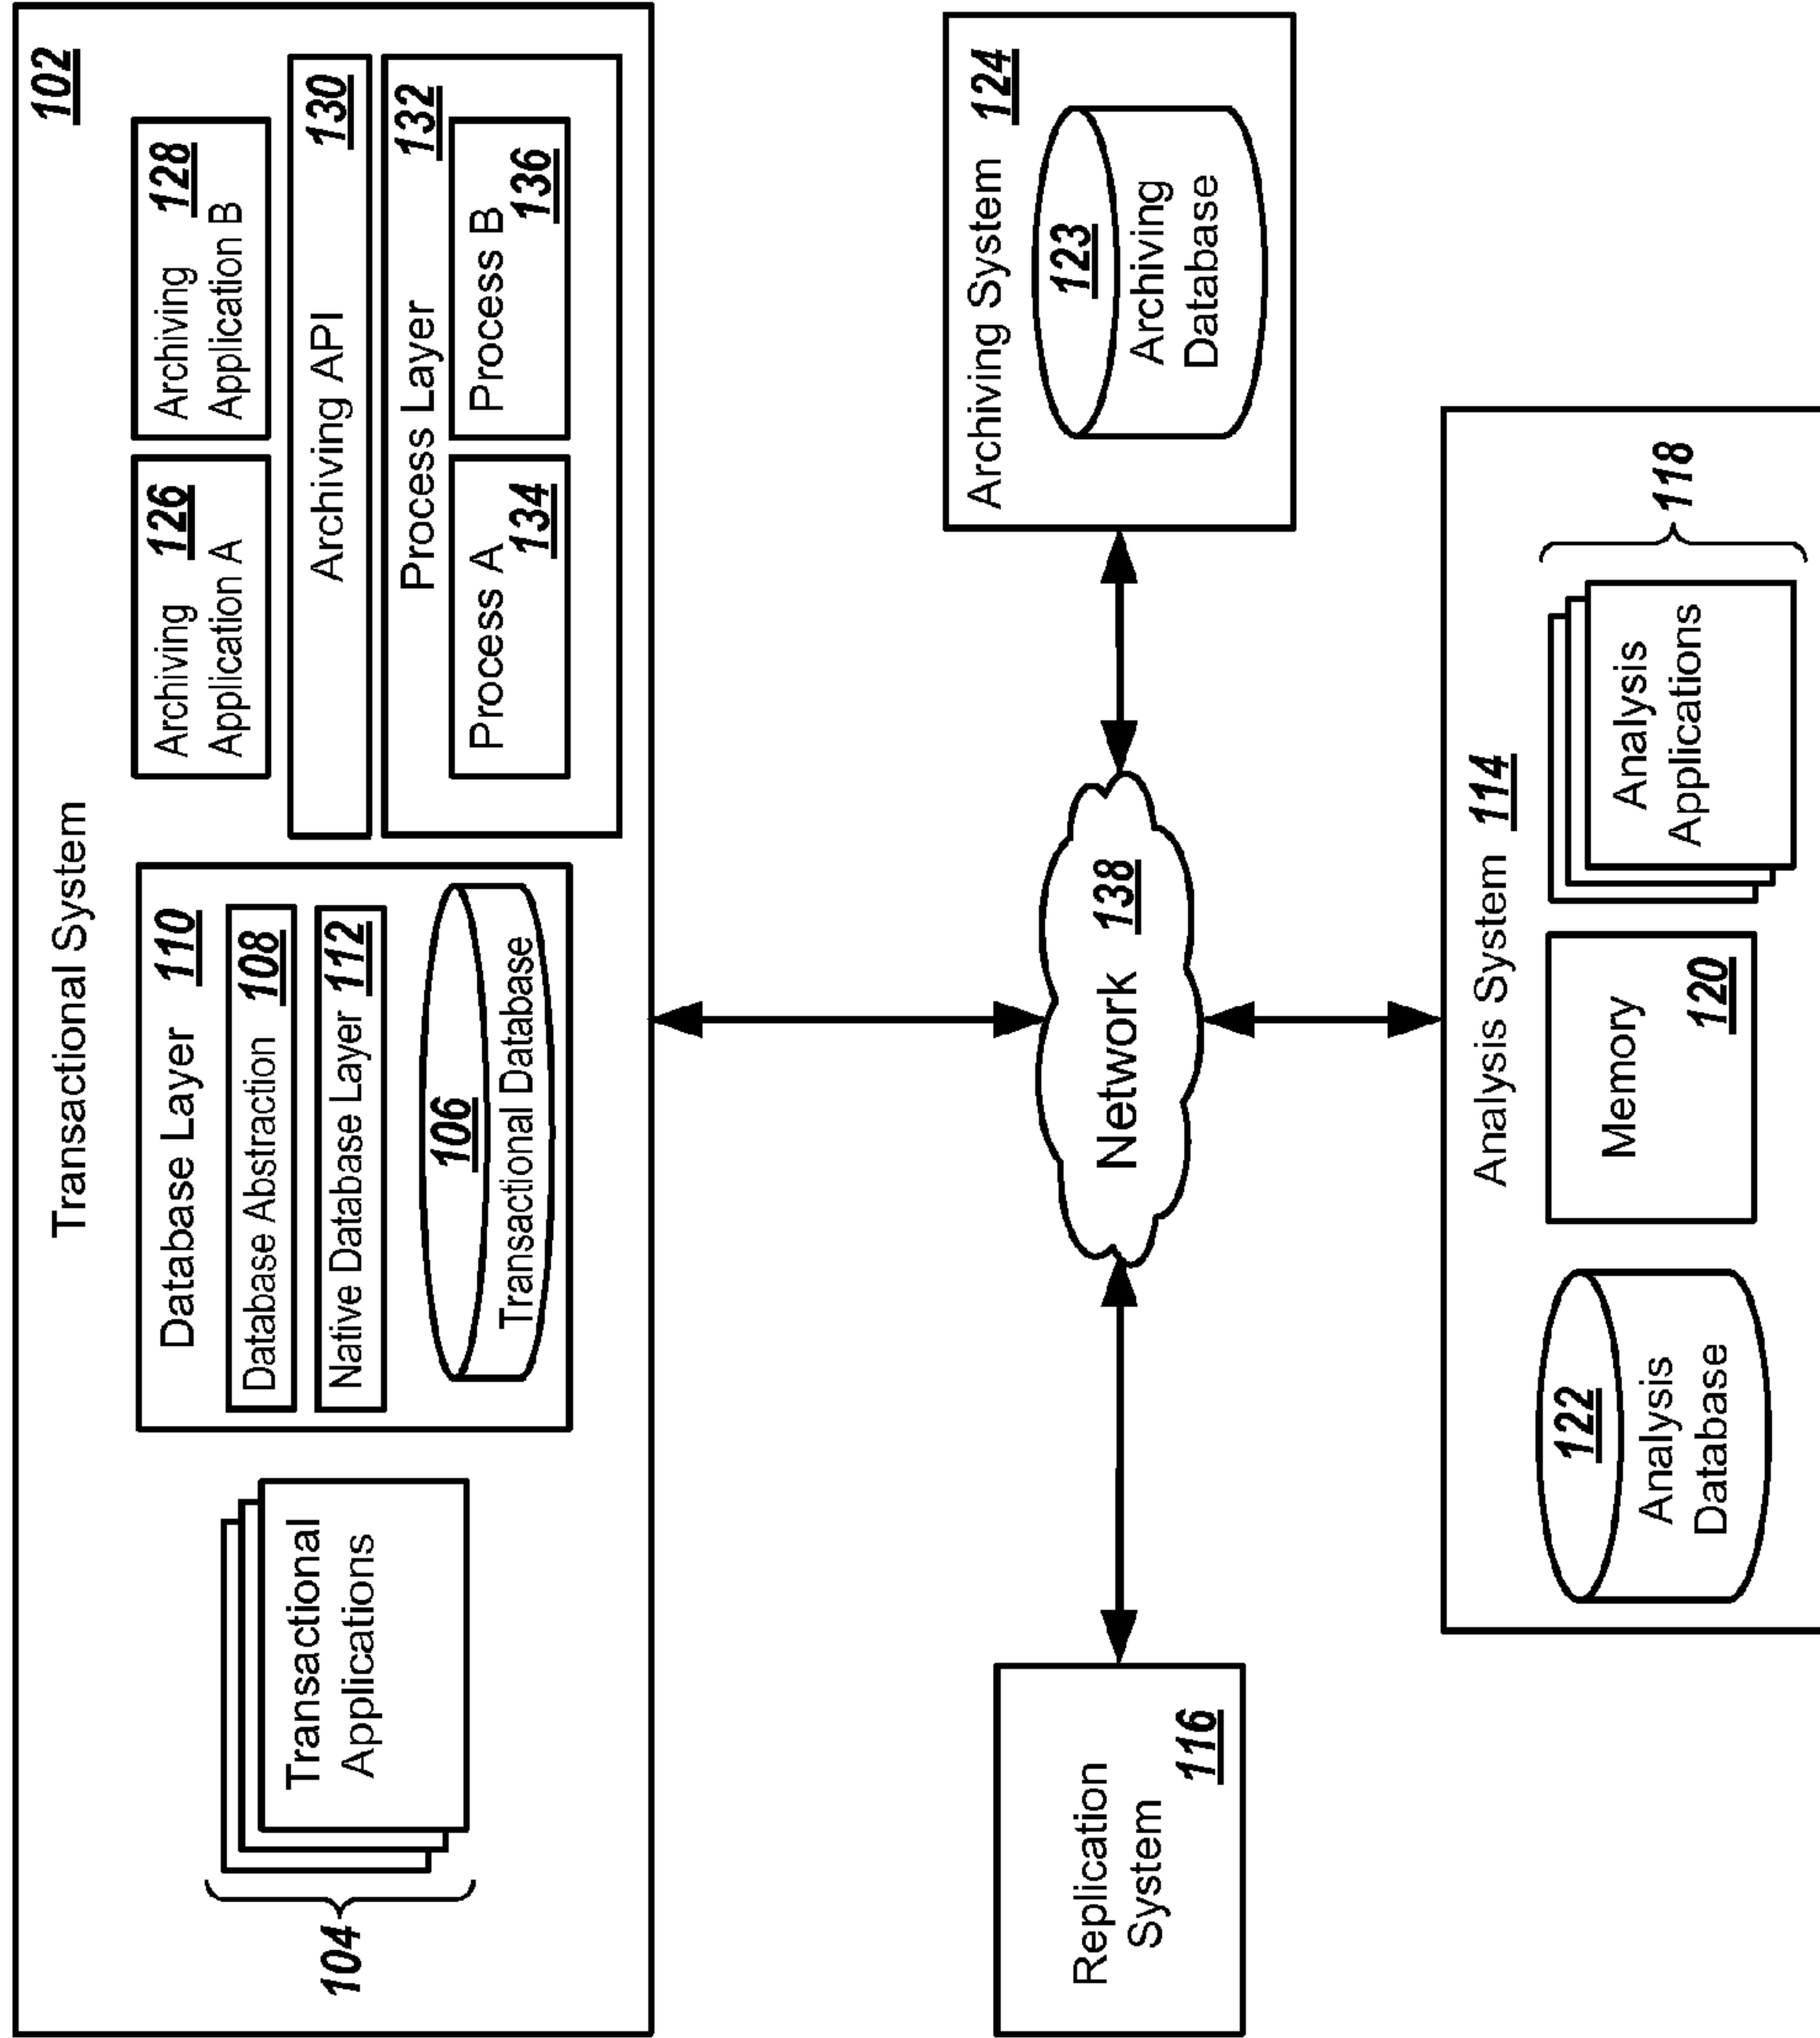 Transactional System
102
Transactional
Applications
104
Database Layer
110
Database Abstraction
108
Native Database Layer
112
106
Transactional Database
Archiving
Application A
126
Archiving
Application B
128
Archiving API
130
Process Layer
132
Process A
134
Process B
136
Replication
System
116
Network
138
Archiving System
124
123
Archiving
Database
Analysis System
114
122
Analysis
Database
Memory
120
Analysis
Applications
118